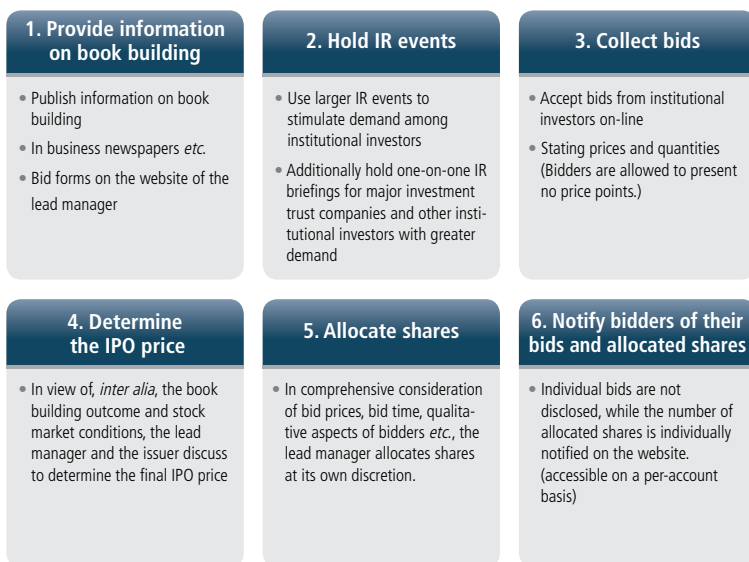 1. Provide information
on book building
• Publish information on book
building
• In business newspapers etc.
• Bid forms on the website of the
lead manager
2. Hold IR events
• Use larger IR events to
stimulate demand among
institutional investors
• Additionally hold one-on-one IR
briefings for major investment
trust companies and other insti-
tutional investors with greater
demand
3. Collect bids
• Accept bids from institutional
investors on-line
• Stating prices and quantities
(Bidders are allowed to present
no price points.)
4. Determine
the IPO price
• In view of, inter alia, the book
building outcome and stock
market conditions, the lead
manager and the issuer discuss
to determine the final IPO price
5. Allocate shares
• In comprehensive consideration
of bid prices, bid time, qualita-
tive aspects of bidders etc., the
lead manager allocates shares
at its own discretion.
6. Notify bidders of their
bids and allocated shares
• Individual bids are not
disclosed, while the number of
allocated shares is individually
notified on the website.
(accessible on a per-account
basis)